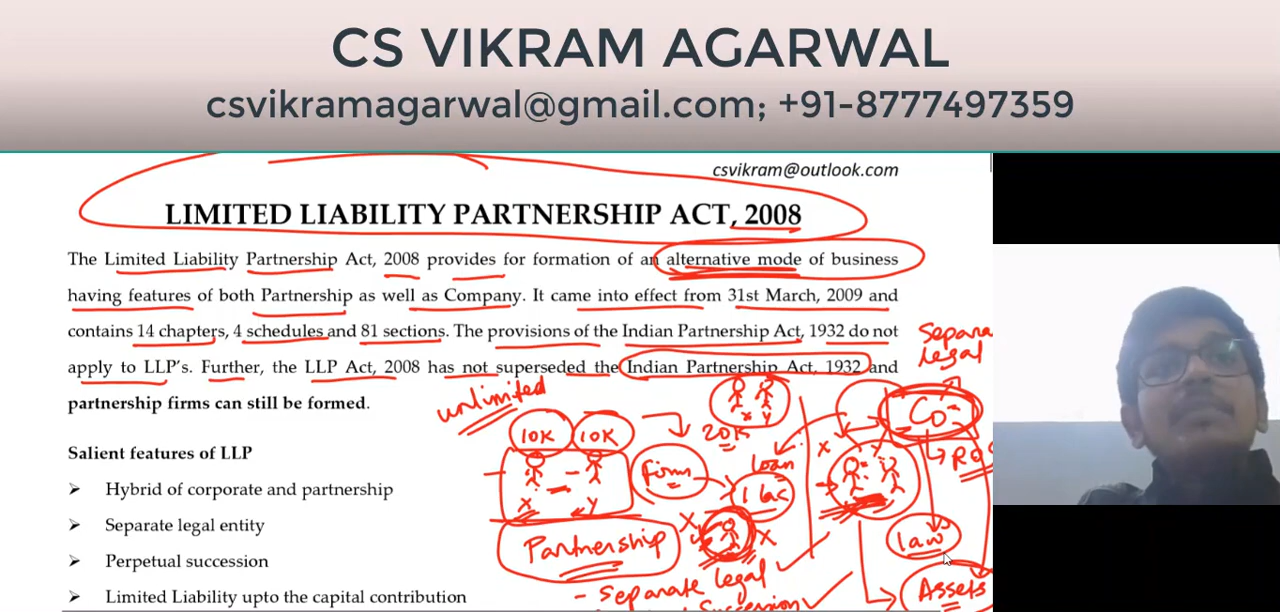 CS VIKRAM AGARWAL
csvikramagarwal@gmail.com; +91-8777497359
csvikram@outlook.com
LIMITED LIABILITY PARTNERSHIP ACT, 2008
The Limited Liability Partnership Act, 2008 provides for formation of an alternative mode of business
having features of both Partnership as well as Company. It came into effect from 31st March, 2009 and
contains 14 chapters, 4 schedules and 81 sections. The provisions of the Indian Partnership Act, 1932 do not
apply to LLP's. Further, the LLP Act, 2008 has not superseded the Indian Partnership Act, 1932 and
partnership firms can still be formed.
Separa
legal
unlimited
10K 10K
20K
X Y
Co
Firm
loan
1 lac
X Y
X Y
Partnership
X X
law
Assets
- Separate legal
Succession
Salient features of LLP
➤ Hybrid of corporate and partnership
➤ Separate legal entity
➤ Perpetual succession
➤ Limited Liability upto the capital contribution